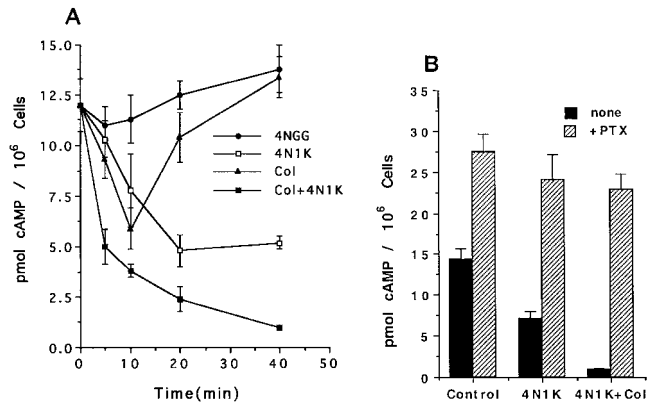 A
15.0
12.5
10.0
7.5
5.0
2.5
0.0
pmol cAMP / 10⁶ Cells
0 10 20 30 40 50
Time(min)
4NGG
4N1K
Col
Col+4N1K
B
none
+PTX
35
30
25
20
15
10
5
0
pmol cAMP / 10⁶ Cells
Control 4N1K 4N1K+Col